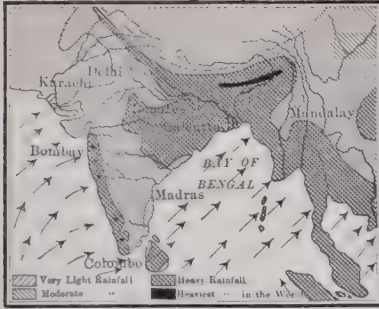 Delhi
Karachi
Calcutta
Mandalay
Bombay
BAY OF
BENGAL
Madras
Colombo
Very Light Rainfall
Heavy Rainfall
Moderate "
Heaviest " in the World